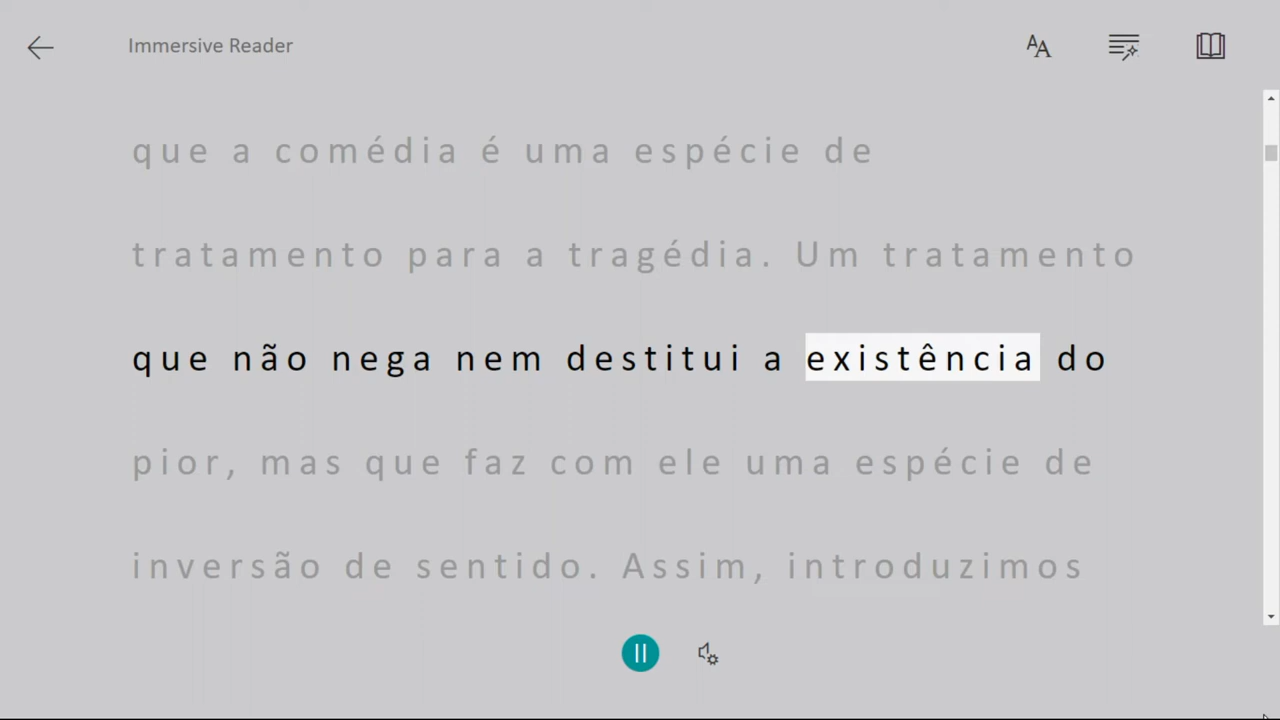 Immersive Reader
que a comédia é uma espécie de
tratamento para a tragédia. Um tratamento
que não nega nem destitui a existência do
pior, mas que faz com ele uma espécie de
inversão de sentido. Assim, introduzimos